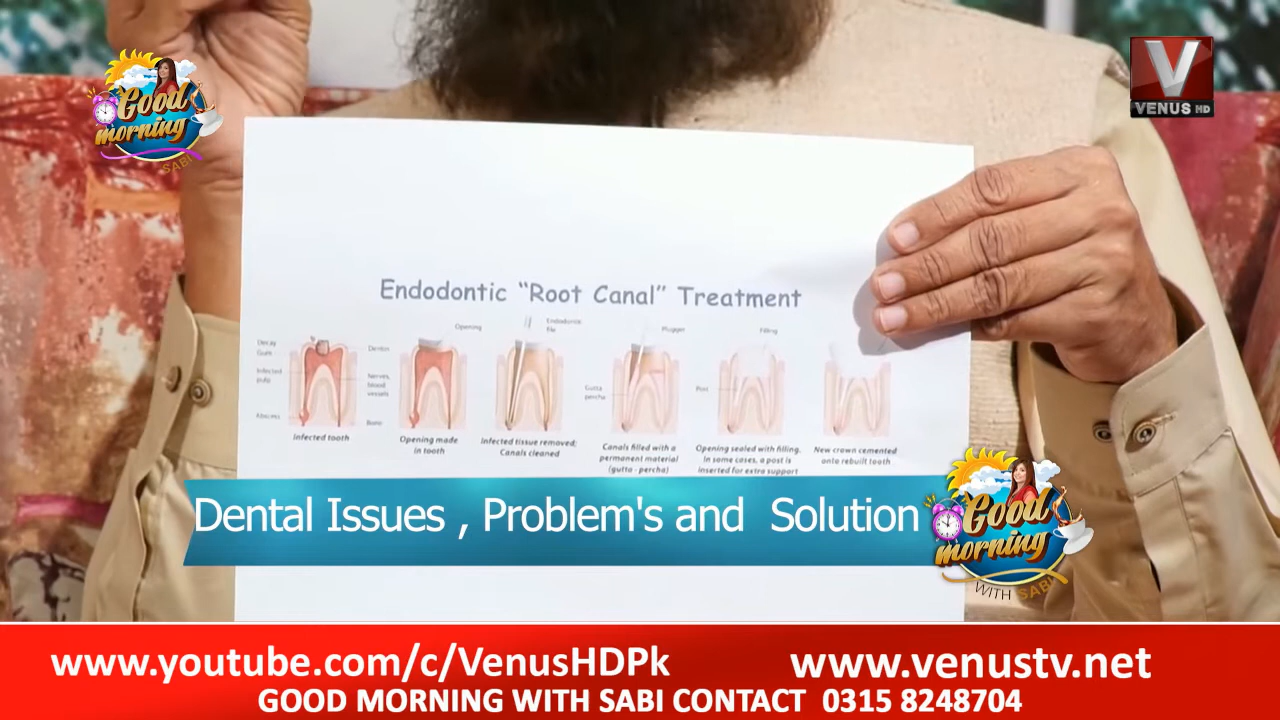 Good
morning
SABI
V
VENUS HD
Endodontic “Root Canal” Treatment
Opening
Endodontic
file
Plugger
Filling
Decay
Gum
Infected
pulp
Abscess
Dentin
Nerves,
blood
vessels
Bone
Gutta
percha
Post
Infected tooth
Opening made
in tooth
Infected tissue removed;
Canals cleaned
Canals filled with a
permanent material
(gutta - percha)
Opening sealed with filling.
In some cases, a post is
inserted for extra support
New crown cemented
onto rebuilt tooth
Dental Issues , Problem's and Solution
Good
morning
WITH SABI
www.youtube.com/c/VenusHDPk
www.venustv.net
GOOD MORNING WITH SABI CONTACT 0315 8248704